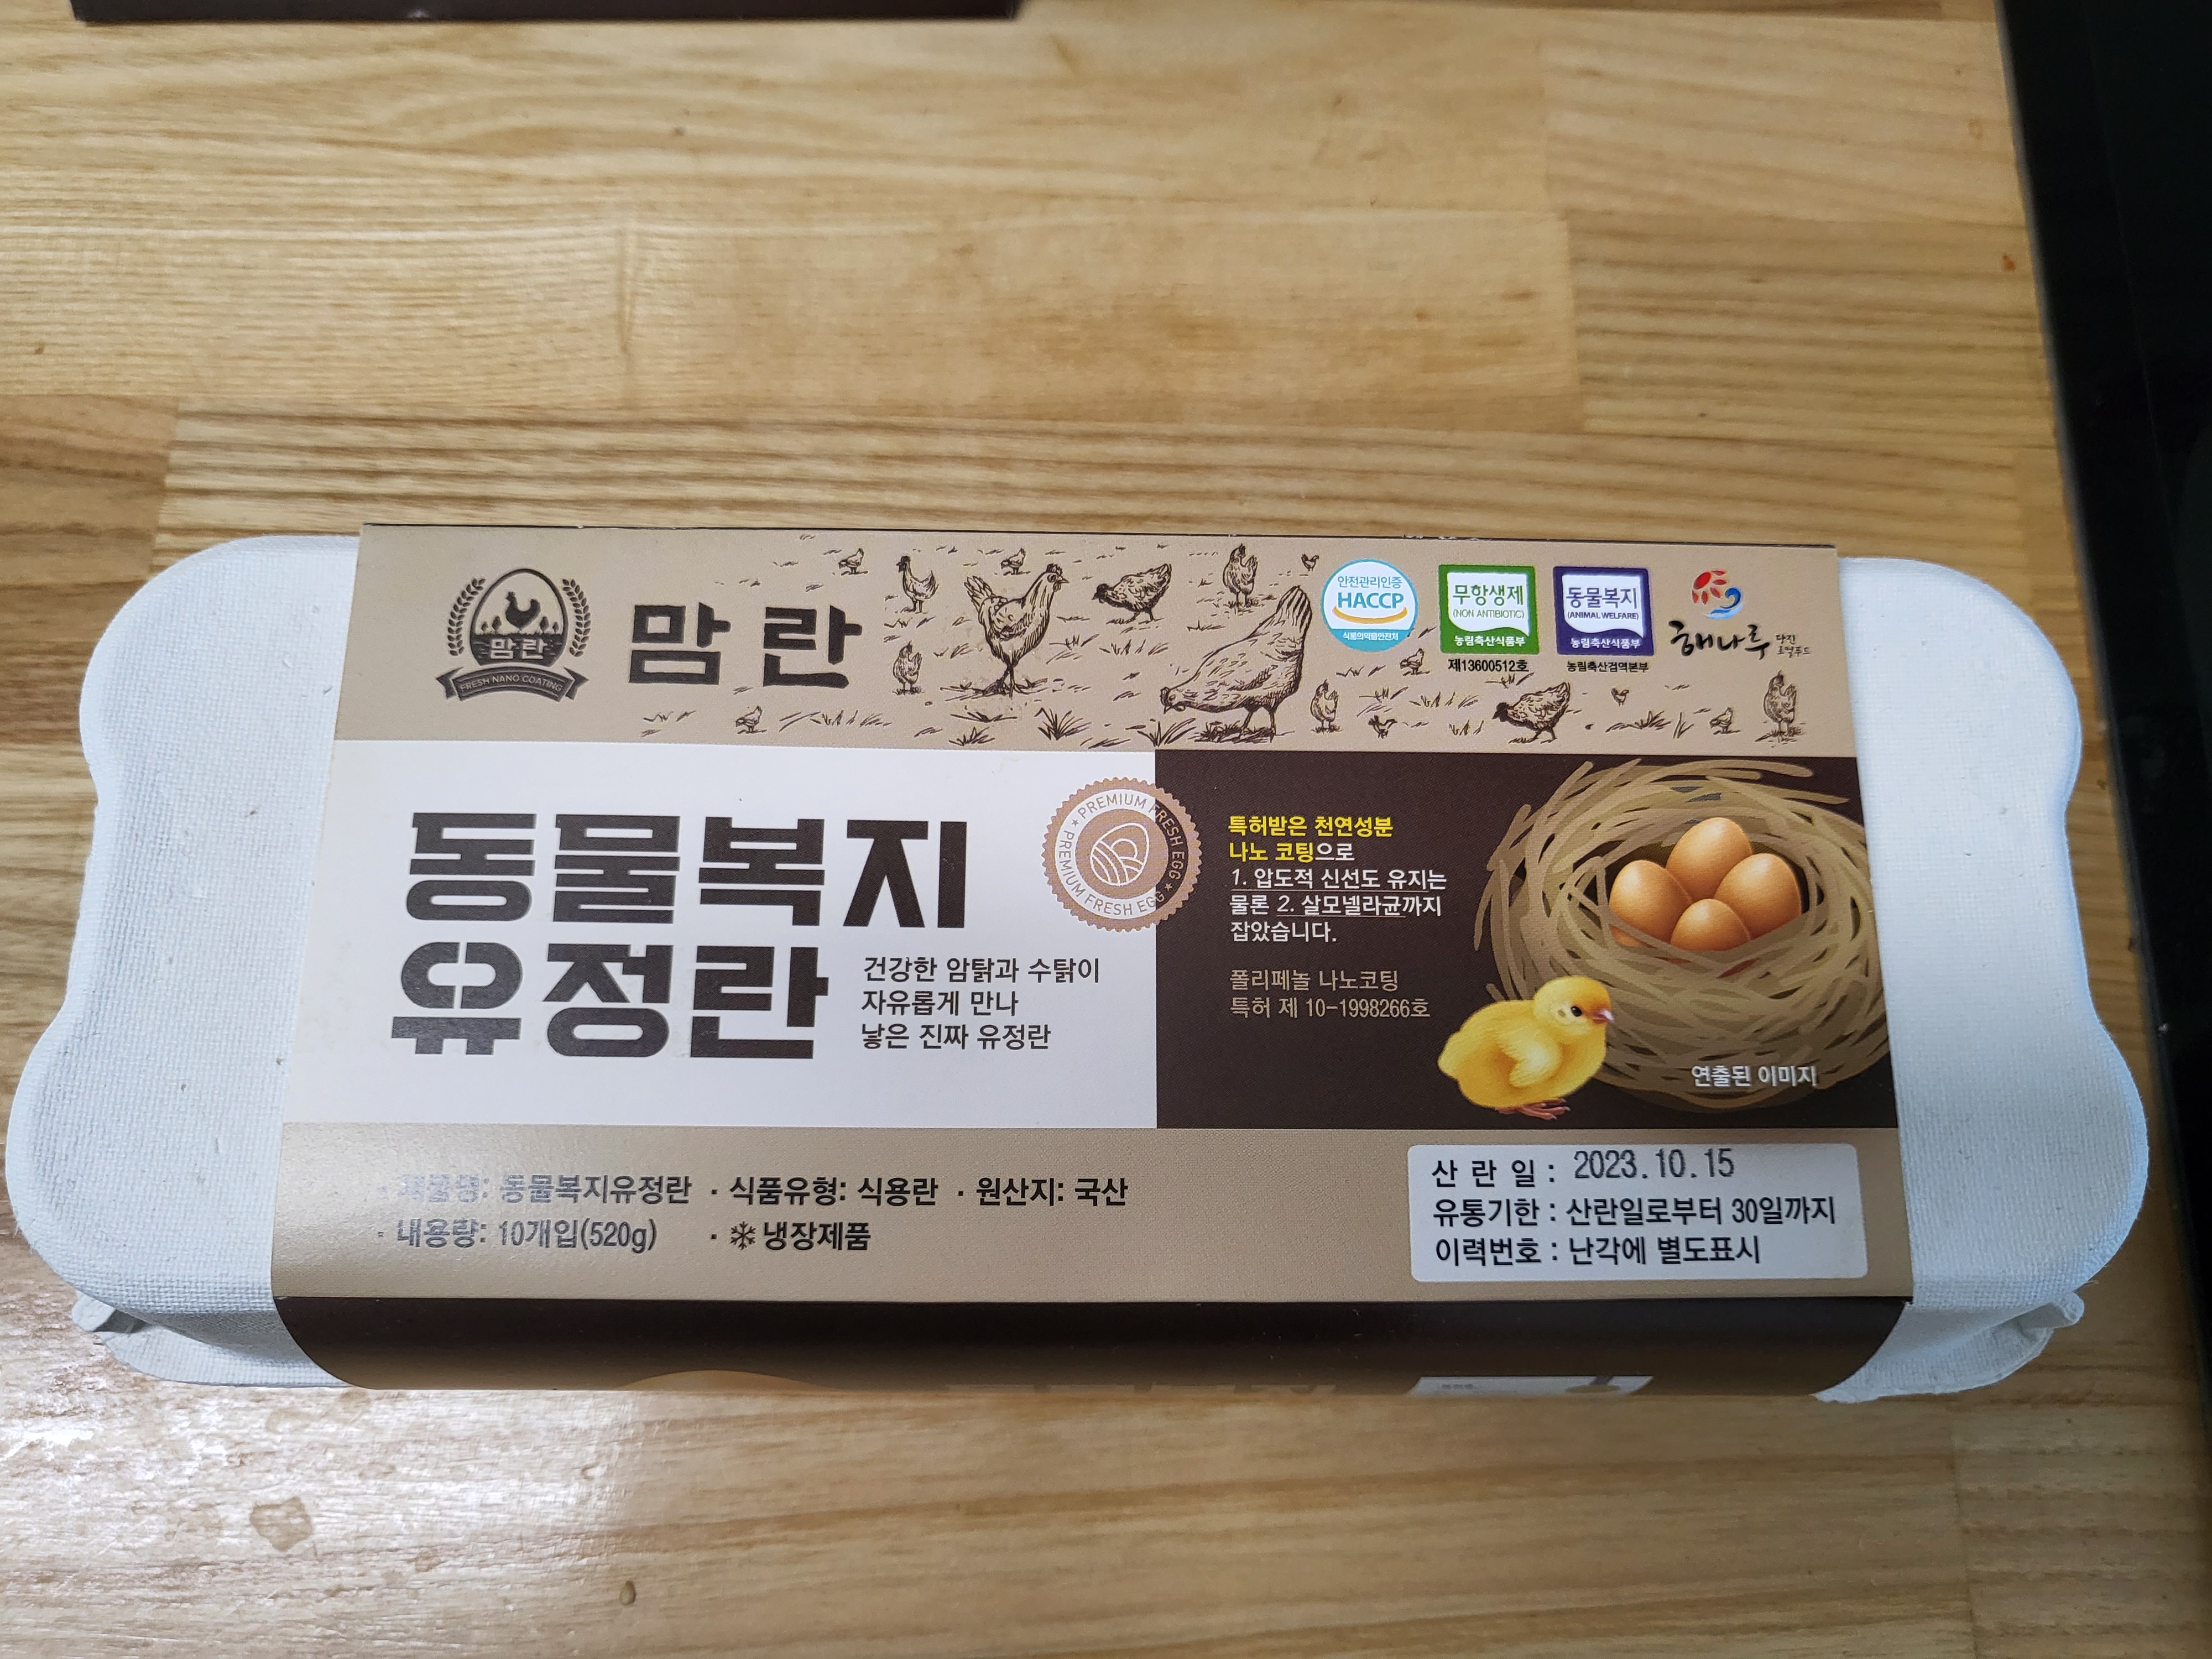 맘란
FRESH NANO COATING
맘란
안전관리인증
HACCP
식품의약품안전처
무항생제
(NON ANTIBIOTIC)
농림축산식품부
제13600512호
동물복지
(ANIMAL WELFARE)
농림축산식품부
농림축산검역본부
해나루
당진
동물복지
유정란
건강한 암탉과 수탉이
자유롭게 만나
낳은 진짜 유정란
PREMIUM FRESH EGG ★ PREMIUM FRESH EGG ★
특허받은 천연성분
나노 코팅으로
1. 압도적 신선도 유지는
물론 2. 살모넬라균까지
잡았습니다.
폴리페놀 나노코팅
특허 제 10-1998266호
연출된 이미지
· 제품명: 동물복지유정란 · 식품유형: 식용란 · 원산지: 국산
· 내용량: 10개입(520g) · 냉장제품
산란일 : 2023.10.15
유통기한 : 산란일로부터 30일까지
이력번호 : 난각에 별도표시